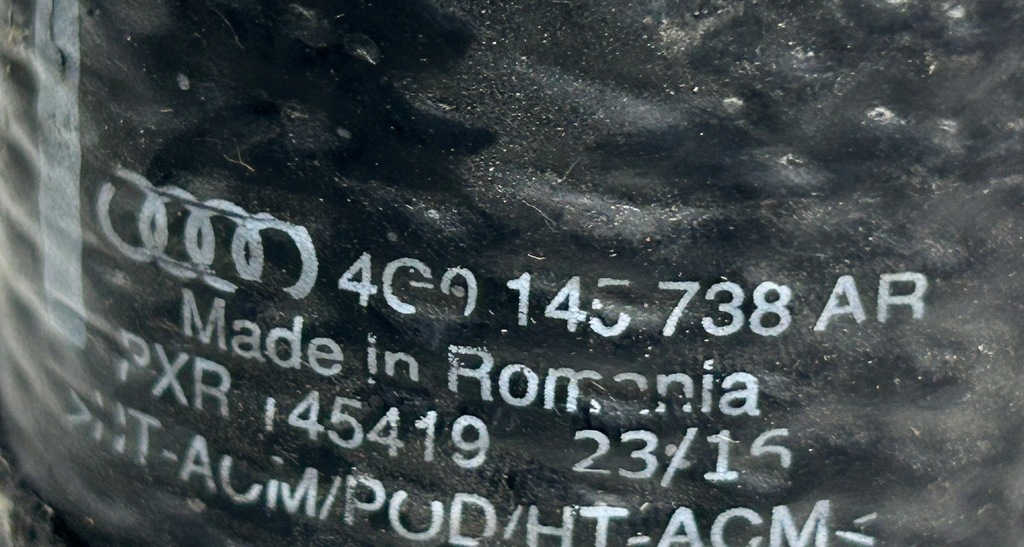 4G0 145 738 AR
Made in Romania
PXR 145419 23/16
>HT-ACM/POD/HT-ACM<